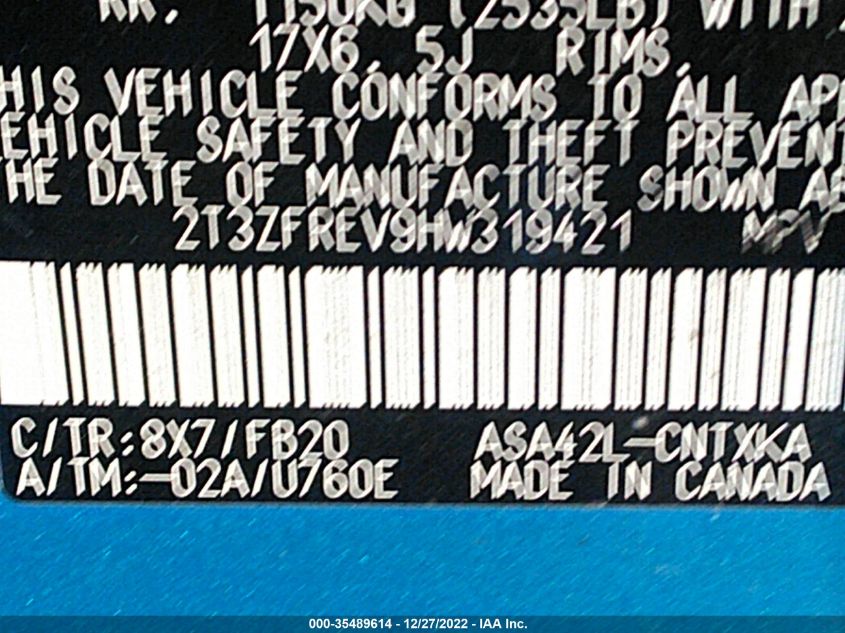 RR. 1150KG (2535LB) WITH
17X6.5J RIMS.
HIS VEHICLE CONFORMS TO ALL APP
EHICLE SAFETY AND THEFT PREVENT
HE DATE OF MANUFACTURE SHOWN AB
2T3ZFREV9HW319421 MPV
C/TR:8X7/FB20 ASA42L-CNTXKA
A/TM:-02A/U760E MADE IN CANADA
000-35489614 - 12/27/2022 - IAA Inc.